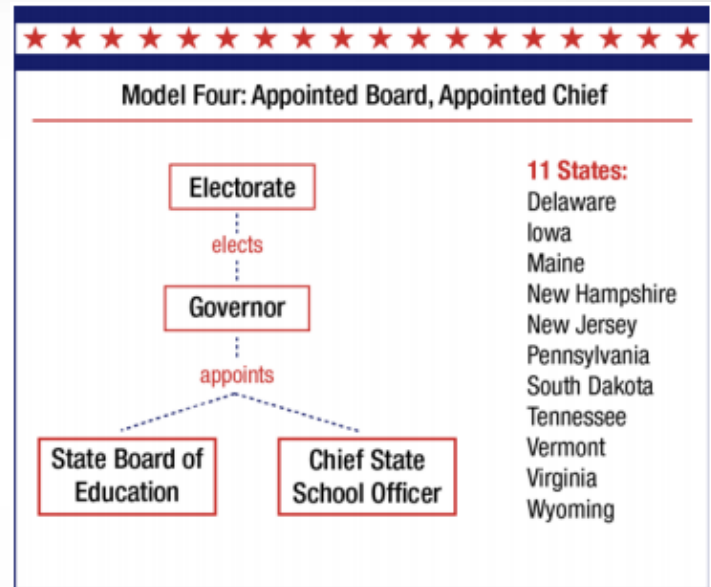 Model Four: Appointed Board, Appointed Chief
Electorate
elects
Governor
appoints
State Board of
Education
Chief State
School Officer
11 States:
Delaware
Iowa
Maine
New Hampshire
New Jersey
Pennsylvania
South Dakota
Tennessee
Vermont
Virginia
Wyoming